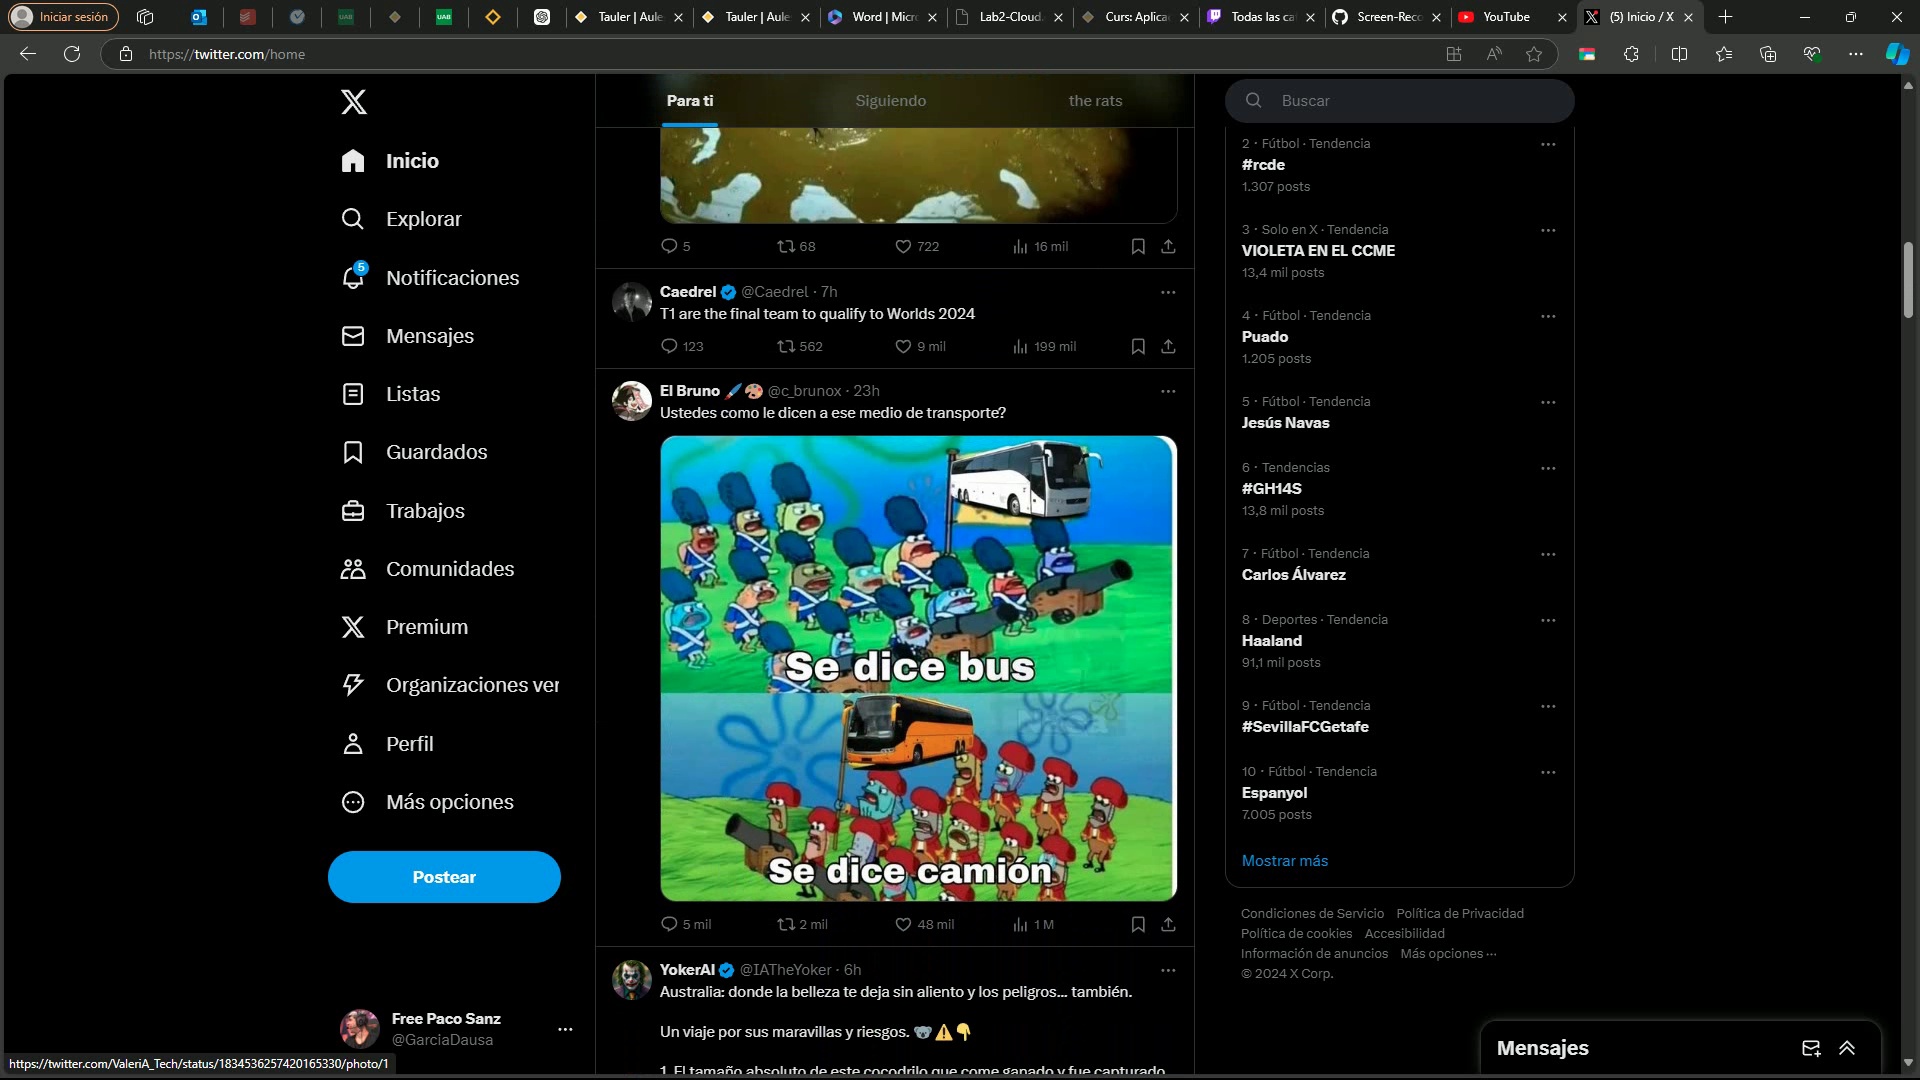 Iniciar sesión
Tauler | Aule
Tauler | Aule
Word | Micro
Lab2-Cloud.
Curs: Aplica
Todas las ca
Screen-Reco
YouTube
(5) Inicio / X
https://twitter.com/home
Inicio
Explorar
5
Notificaciones
Mensajes
Listas
Guardados
Trabajos
Comunidades
Premium
Organizaciones ver
Perfil
Más opciones
Postear
Free Paco Sanz
@GarciaDausa
https://twitter.com/ValeriA_Tech/status/1834536257420165330/photo/1
Para ti Siguiendo the rats
5 68 722 16 mil
Caedrel @Caedrel · 7h
T1 are the final team to qualify to Worlds 2024
123 562 9 mil 199 mil
El Bruno 🖌️🎨 @c_brunox · 23h
Ustedes como le dicen a ese medio de transporte?
Se dice bus
Se dice camión
5 mil 2 mil 48 mil 1 M
YokerAI @IATheYoker · 6h
Australia: donde la belleza te deja sin aliento y los peligros... también.
Un viaje por sus maravillas y riesgos. 🐨⚠️👇
1. El tamaño absoluto de este cocodrilo que come ganado y fue capturado
Buscar
2 · Fútbol · Tendencia
#rcde
1.307 posts
3 · Solo en X · Tendencia
VIOLETA EN EL CCME
13,4 mil posts
4 · Fútbol · Tendencia
Puado
1.205 posts
5 · Fútbol · Tendencia
Jesús Navas
6 · Tendencias
#GH14S
13,8 mil posts
7 · Fútbol · Tendencia
Carlos Álvarez
8 · Deportes · Tendencia
Haaland
91,1 mil posts
9 · Fútbol · Tendencia
#SevillaFCGetafe
10 · Fútbol · Tendencia
Espanyol
7.005 posts
Mostrar más
Condiciones de Servicio Política de Privacidad
Política de cookies Accesibilidad
Información de anuncios Más opciones ···
© 2024 X Corp.
Mensajes